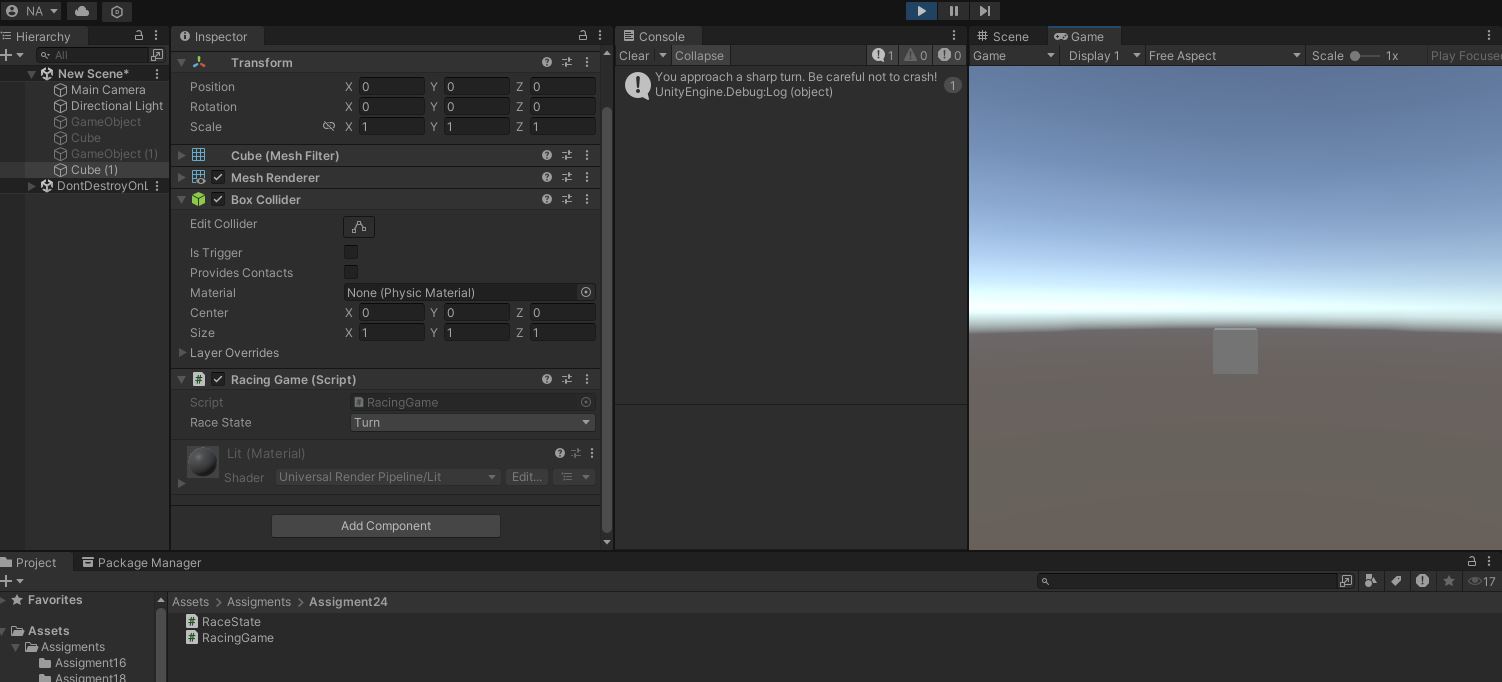 NA
Hierarchy
All
New Scene*
Main Camera
Directional Light
GameObject
Cube
GameObject (1)
Cube (1)
DontDestroyOnL
Inspector
Transform
Position X 0 Y 0 Z 0
Rotation X 0 Y 0 Z 0
Scale X 1 Y 1 Z 1
Cube (Mesh Filter)
Mesh Renderer
Box Collider
Edit Collider
Is Trigger
Provides Contacts
Material None (Physic Material)
Center X 0 Y 0 Z 0
Size X 1 Y 1 Z 1
Layer Overrides
# Racing Game (Script)
Script # RacingGame
Race State Turn
Lit (Material)
Shader Universal Render Pipeline/Lit Edit...
Add Component
Console
Clear Collapse 1 0 0
You approach a sharp turn. Be careful not to crash!
UnityEngine.Debug:Log (object)
1
Scene Game
Game Display 1 Free Aspect Scale 1x Play Focused
Project Package Manager
17
Favorites
Assets
Assigments
Assigment16
Assigment18
Assets > Assigments > Assigment24
# RaceState
# RacingGame